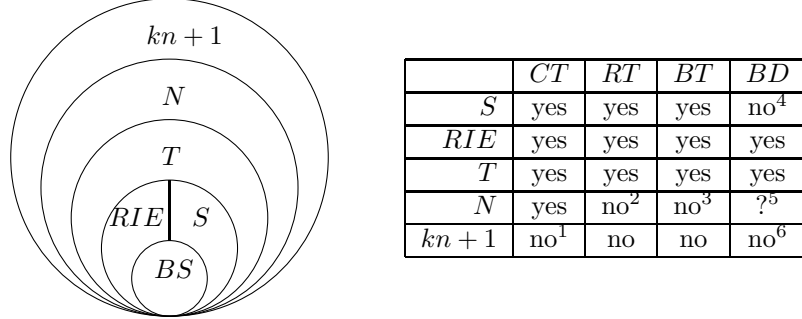 kn + 1
N
T
RIE S
BS
CT RT BT BD
S yes yes yes no⁴
RIE yes yes yes yes
T yes yes yes yes
N yes no² no³ ?⁵
kn + 1 no¹ no no no⁶